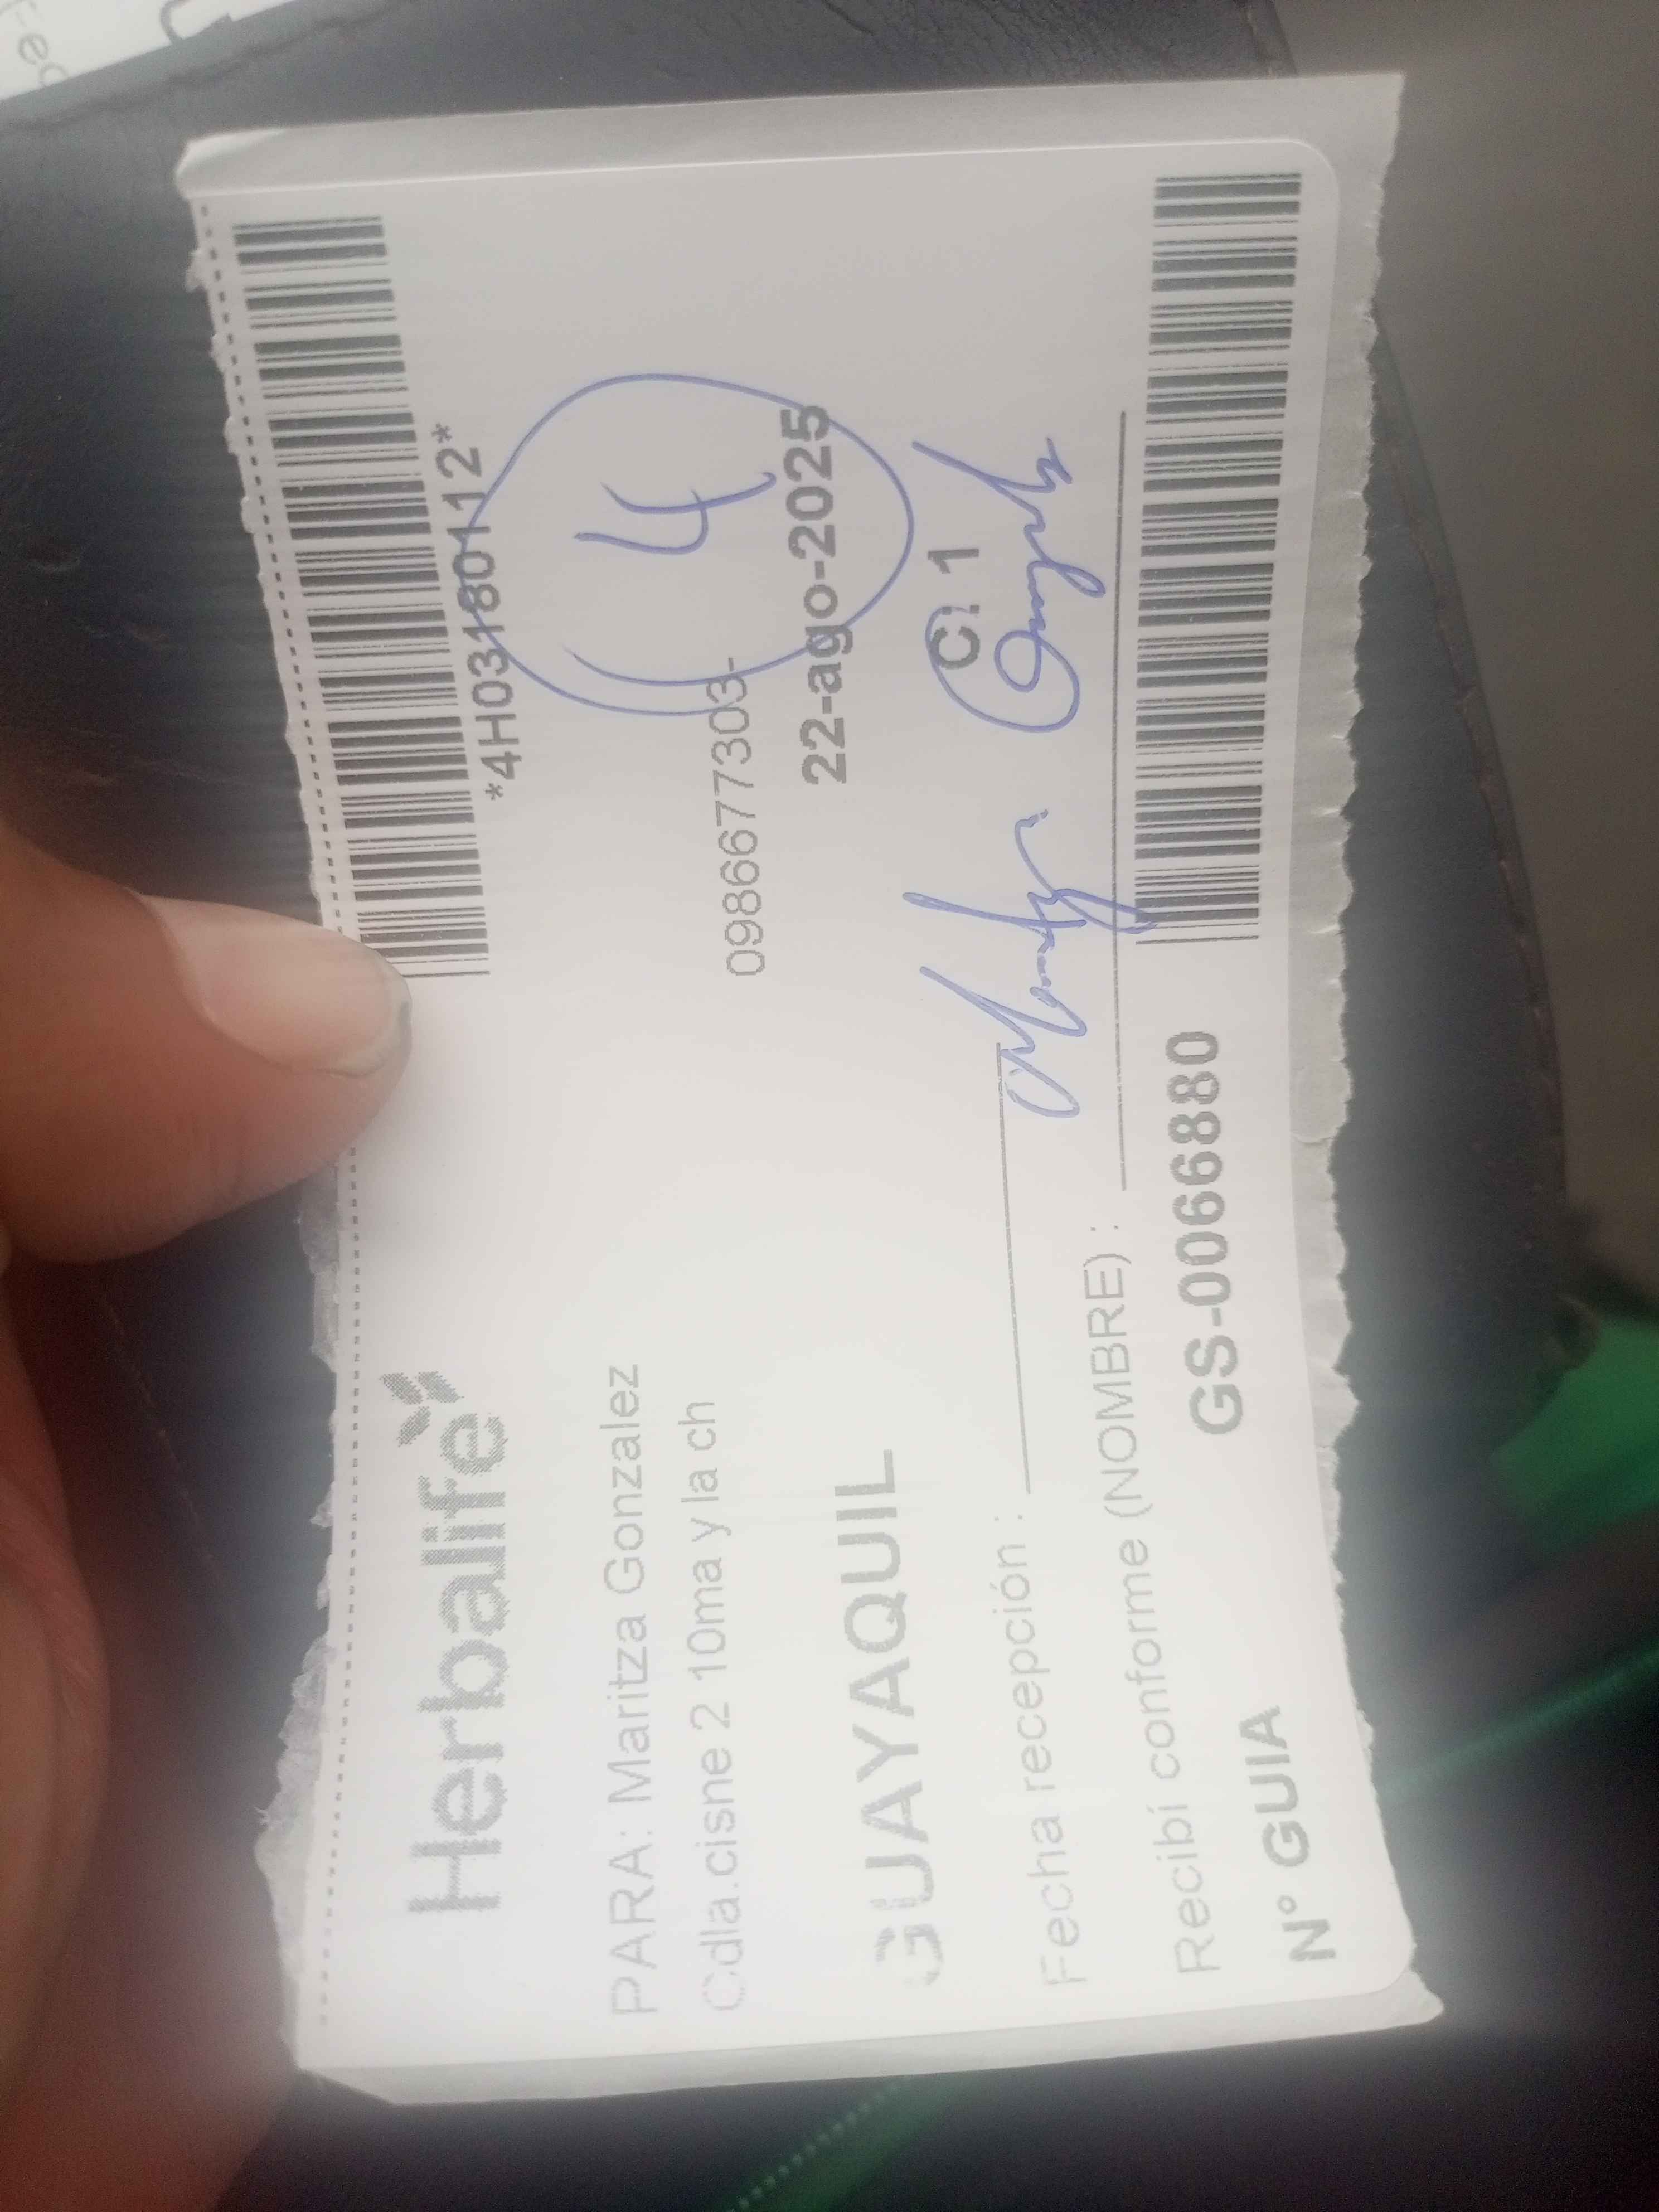 Herbalife
*4H03180112*
PARA: Maritza Gonzalez
Cdla.cisne 2 10ma y la ch
0986677303-
4
GUAYAQUIL
22-ago-2025
Fecha recepción :
C: 1
Recibí conforme (NOMBRE) :
N° GUIA GS-0066880